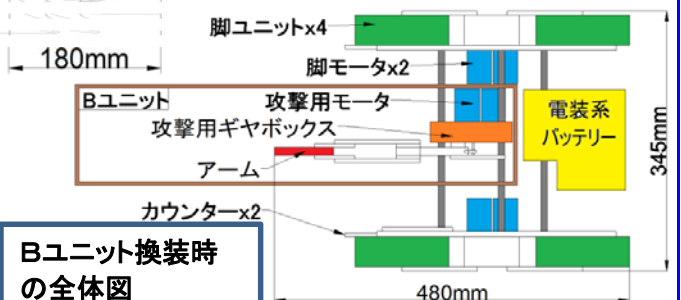 脚ユニットx4
180mm
脚モータx2
Bユニット
攻撃用モータ
攻撃用ギヤボックス
アーム
電装系
バッテリー
345mm
カウンターx2
Bユニット換装時
の全体図
480mm